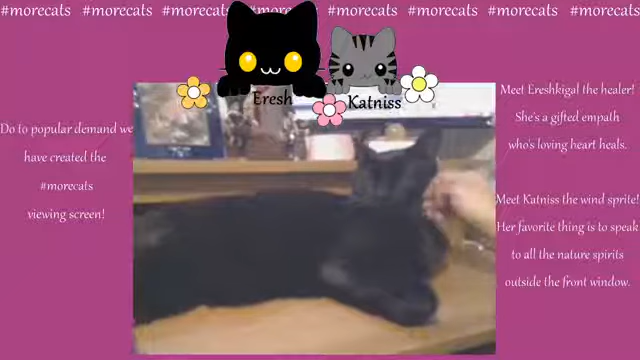 #morecats #morecats #morecats #morecats #morecats #morecats #morecats #morecats
Eresh
Katniss
Do to popular demand we
have created the
#morecats
viewing screen!
Meet Ereshkigal the healer!
She's a gifted empath
who's loving heart heals.
Meet Katniss the wind sprite!
Her favorite thing is to speak
to all the nature spirits
outside the front window.